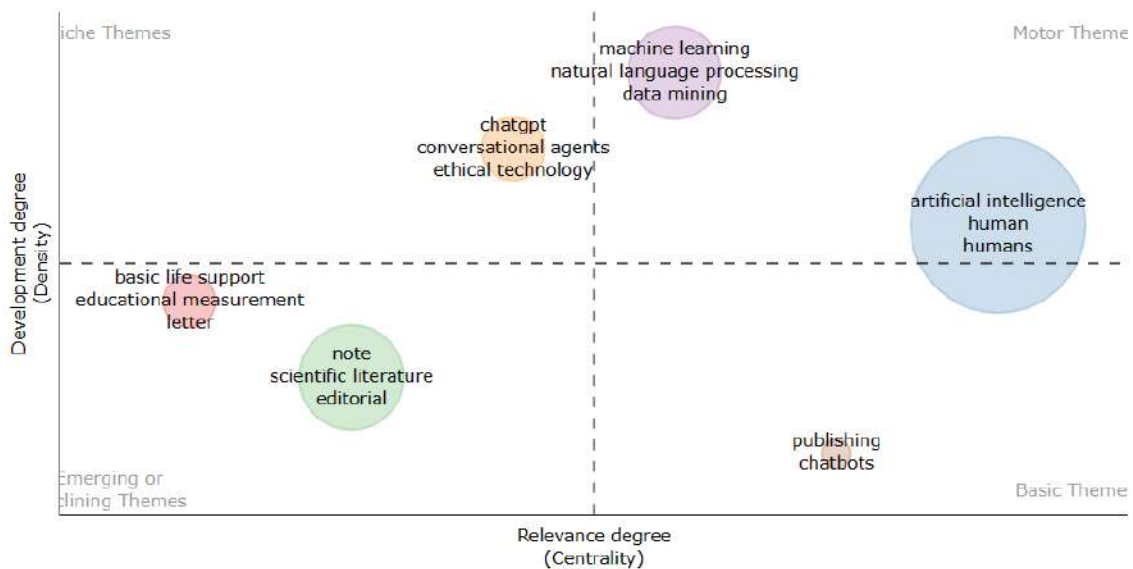 iche Themes
Motor Theme
machine learning
natural language processing
data mining
chatgpt
conversational agents
ethical technology
artificial intelligence
human
humans
basic life support
educational measurement
letter
note
scientific literature
editorial
publishing
chatbots
Emerging or
clining Themes
Basic Theme
Development degree
(Density)
Relevance degree
(Centrality)